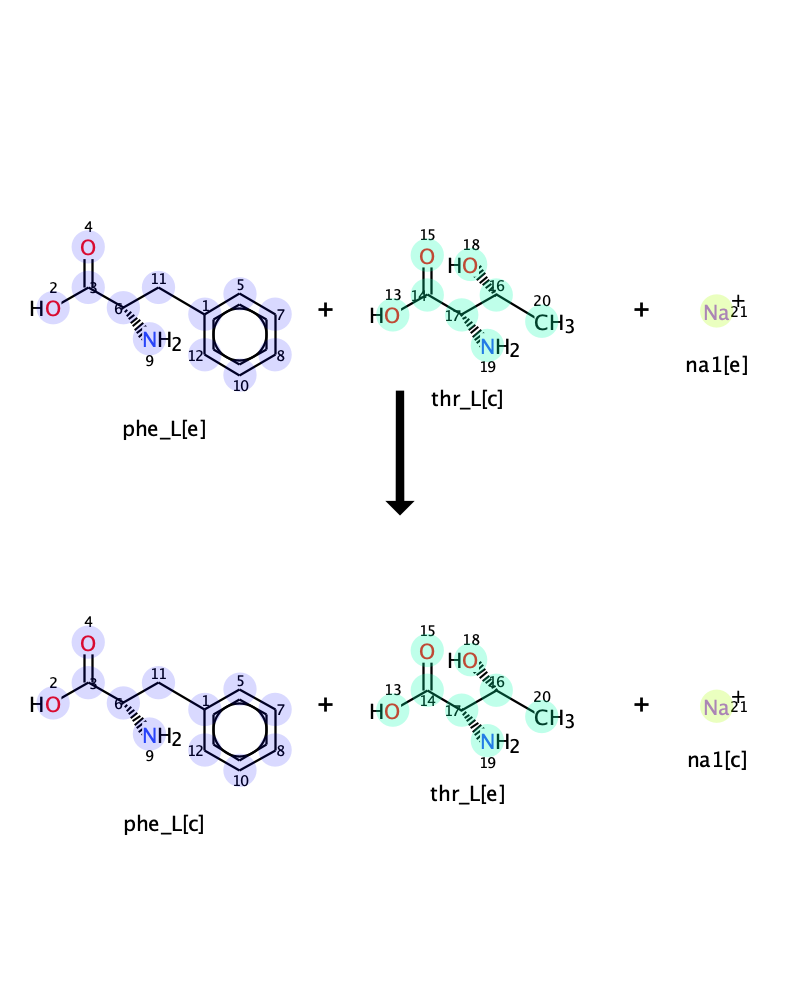 4
O
2
HO
3
6
11
NH2
9
1
5
7
8
10
12
phe_L[e]
+
15
O
13
HO
14
17
18
HO
16
20
CH3
NH2
19
thr_L[c]
+
Na+
21
na1[e]
4
O
2
HO
3
6
11
NH2
9
1
5
7
8
10
12
phe_L[c]
+
15
O
13
HO
14
17
18
HO
16
20
CH3
NH2
19
thr_L[e]
+
Na+
21
na1[c]